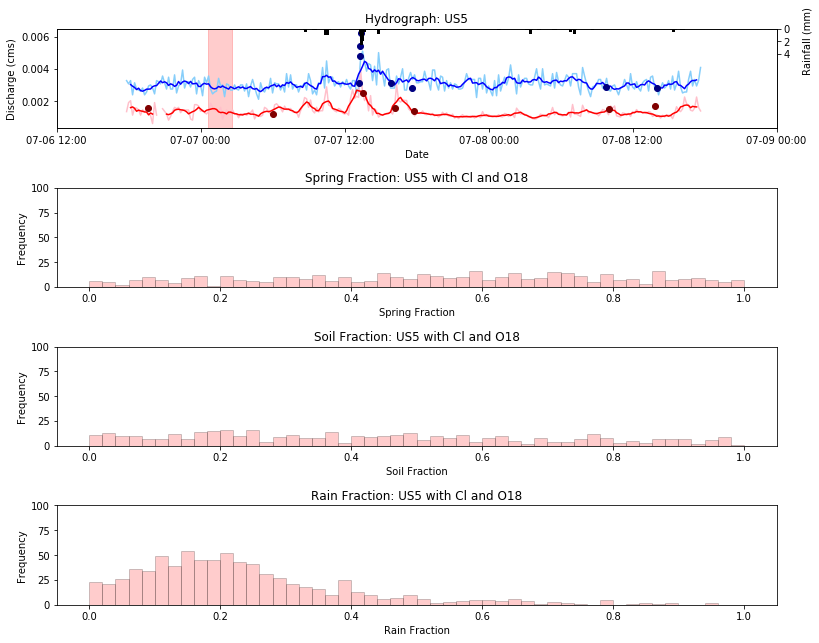 Hydrograph: US5
0.006
0.004
0.002
Discharge (cms)
0
2
4
Rainfall (mm)
07-06 12:00 07-07 00:00 07-07 12:00 07-08 00:00 07-08 12:00 07-09 00:00
Date
Spring Fraction: US5 with Cl and O18
100
75
50
25
0
Frequency
0.0 0.2 0.4 0.6 0.8 1.0
Spring Fraction
Soil Fraction: US5 with Cl and O18
100
75
50
25
0
Frequency
0.0 0.2 0.4 0.6 0.8 1.0
Soil Fraction
Rain Fraction: US5 with Cl and O18
100
75
50
25
0
Frequency
0.0 0.2 0.4 0.6 0.8 1.0
Rain Fraction